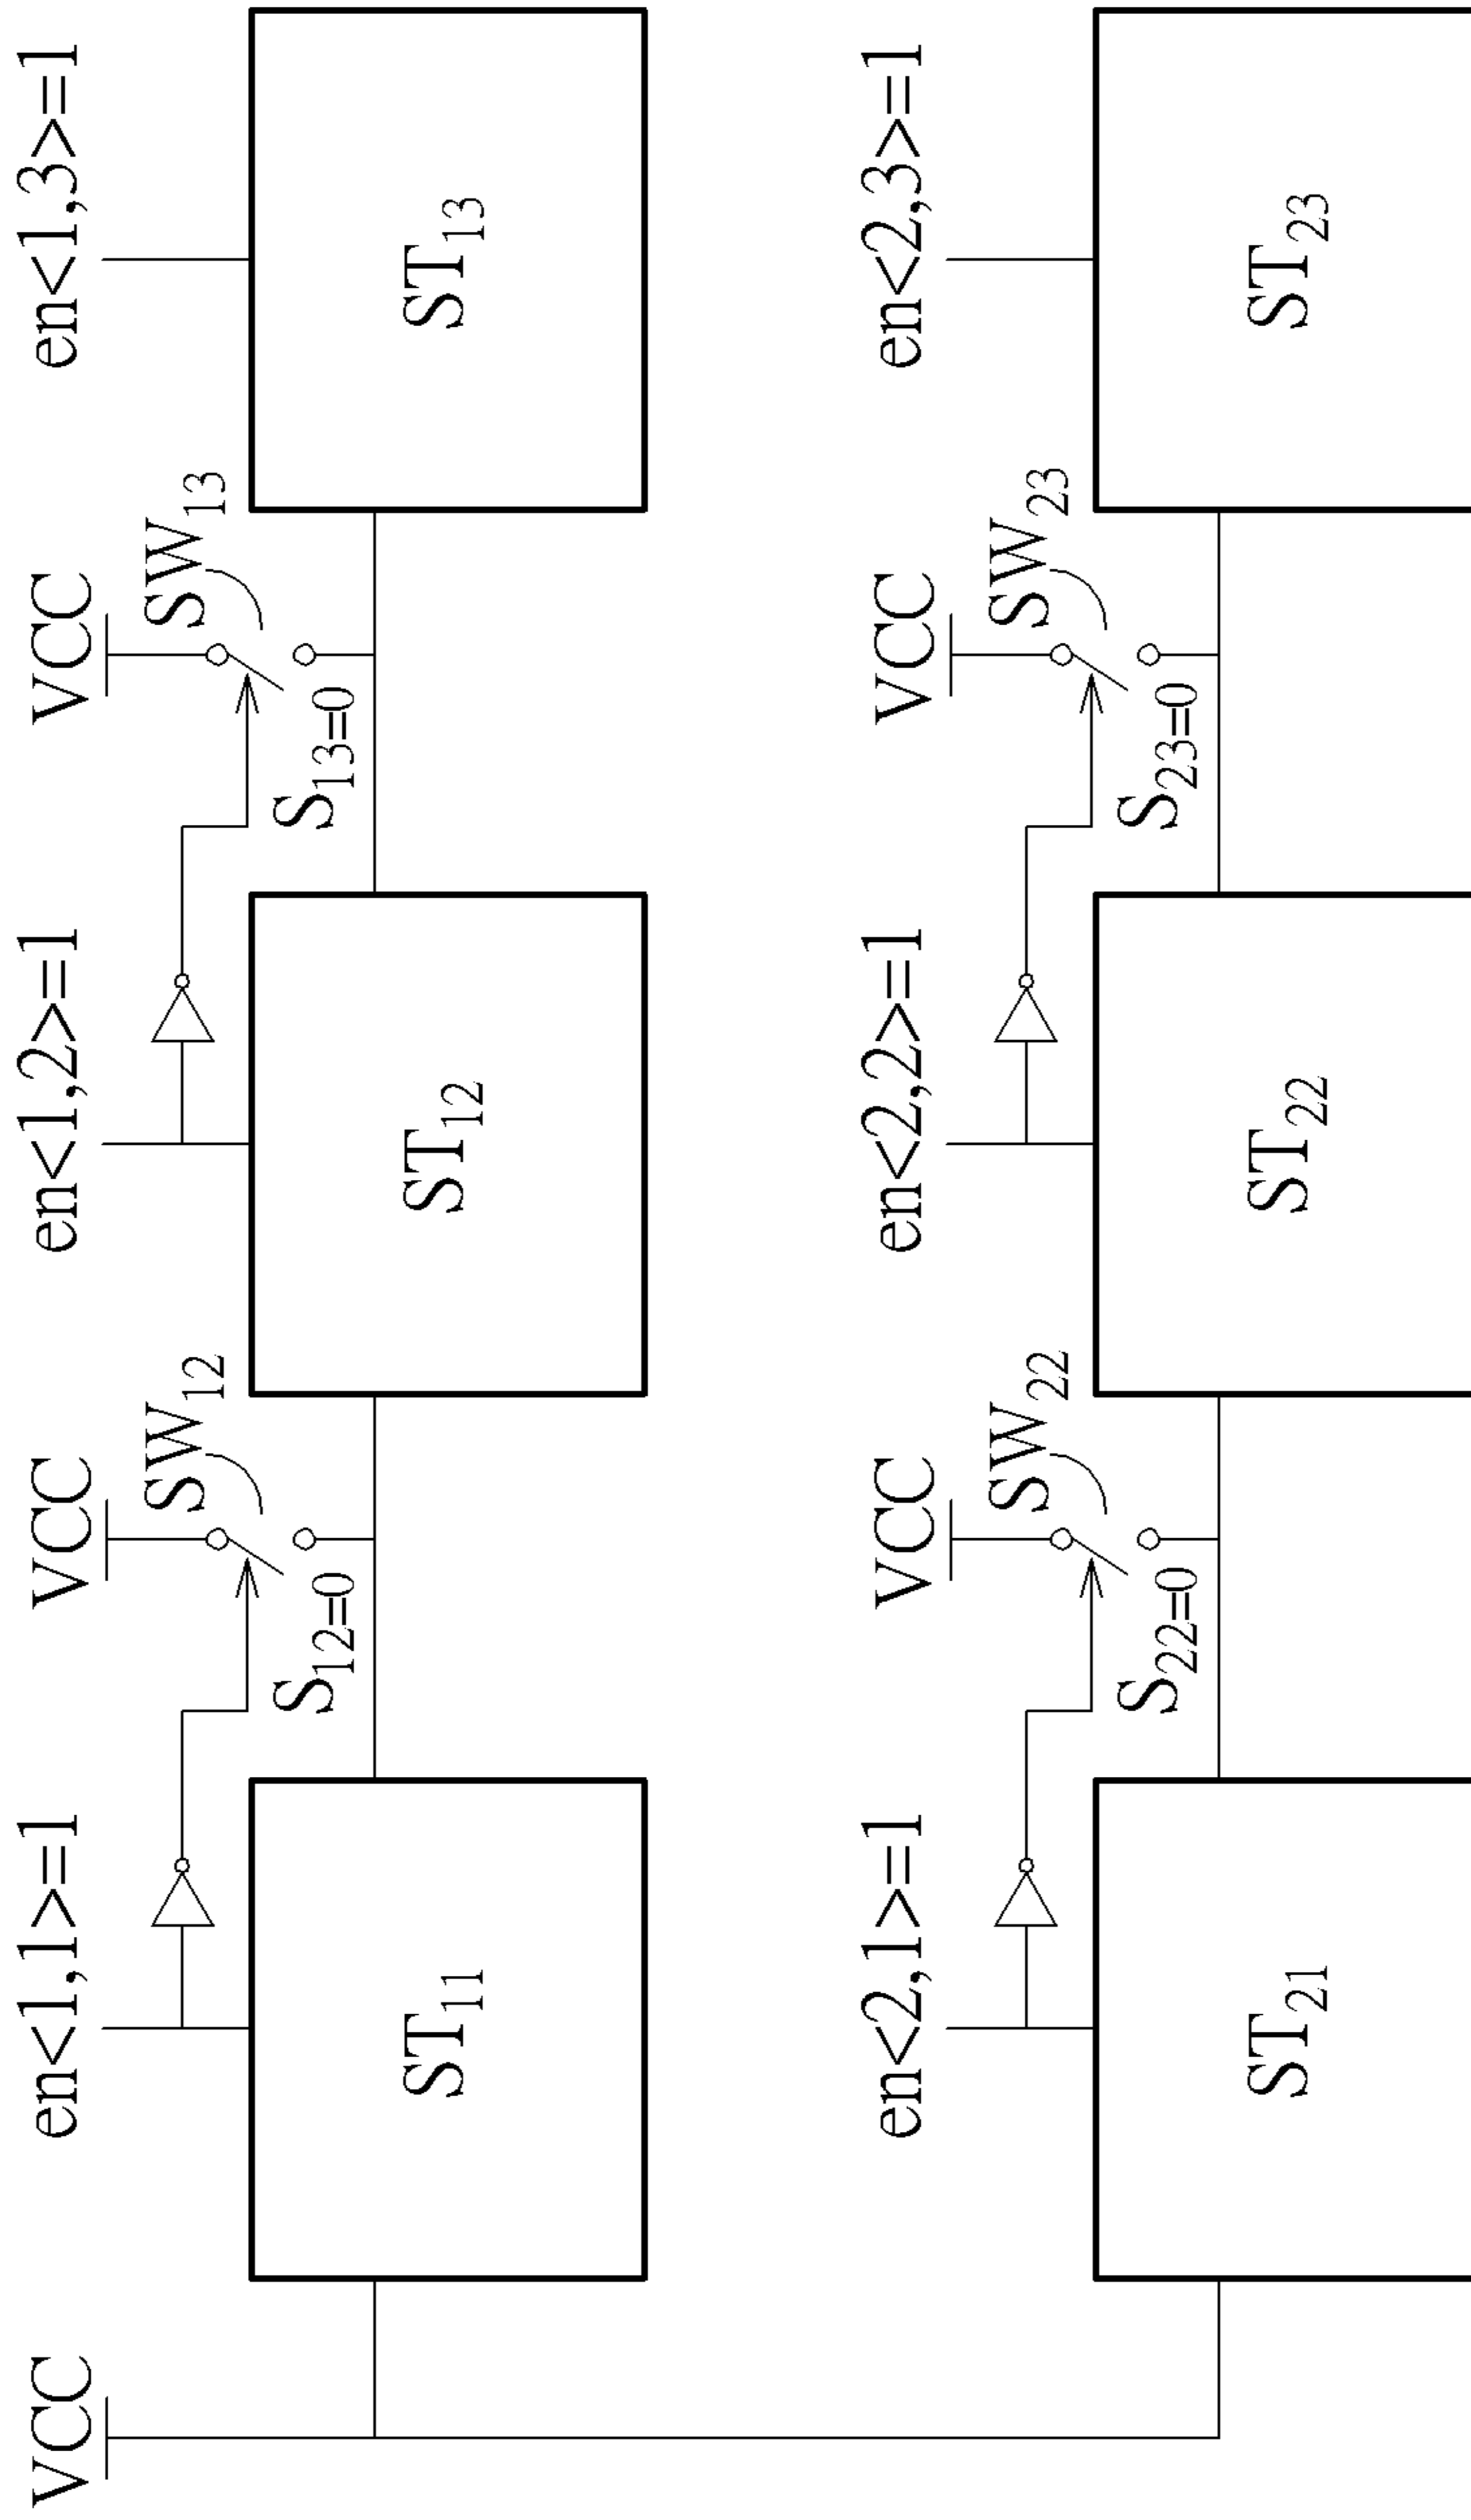 VCC
en<1,1>=1
VCC
en<1,2>=1
VCC
en<1,3>=1
SW12
SW13
S12=0
S13=0
ST11
ST12
ST13
en<2,1>=1
VCC
en<2,2>=1
VCC
en<2,3>=1
SW22
SW23
S22=0
S23=0
ST21
ST22
ST23